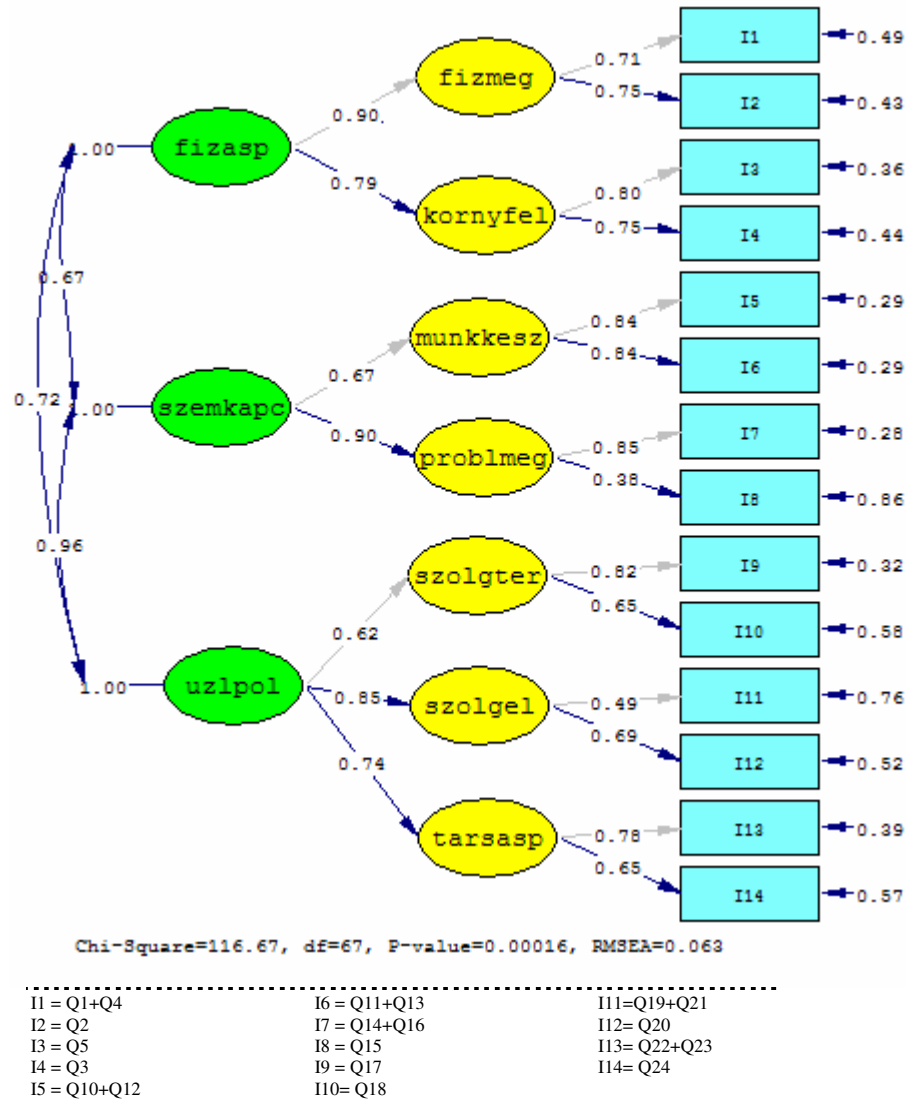 I1
0.49
0.71
fizmeg
0.75
I2
0.43
0.90
1.00
fizasp
I3
0.36
0.79
0.80
kornyfel
0.75
I4
0.44
0.67
I5
0.29
0.84
munkkesz
0.84
I6
0.29
0.67
0.72
1.00
szemkapc
I7
0.28
0.90
0.85
problmeg
0.38
I8
0.86
0.96
I9
0.32
szolgter
0.82
0.65
I10
0.58
0.62
1.00
uzlpol
0.85
0.49
I11
0.76
szolgel
0.69
I12
0.52
0.74
I13
0.39
tarsasp
0.78
0.65
I14
0.57
Chi-Square=116.67, df=67, P-value=0.00016, RMSEA=0.063
I1 = Q1+Q4
I2 = Q2
I3 = Q5
I4 = Q3
I5 = Q10+Q12
I6 = Q11+Q13
I7 = Q14+Q16
I8 = Q15
I9 = Q17
I10= Q18
I11=Q19+Q21
I12= Q20
I13= Q22+Q23
I14= Q24